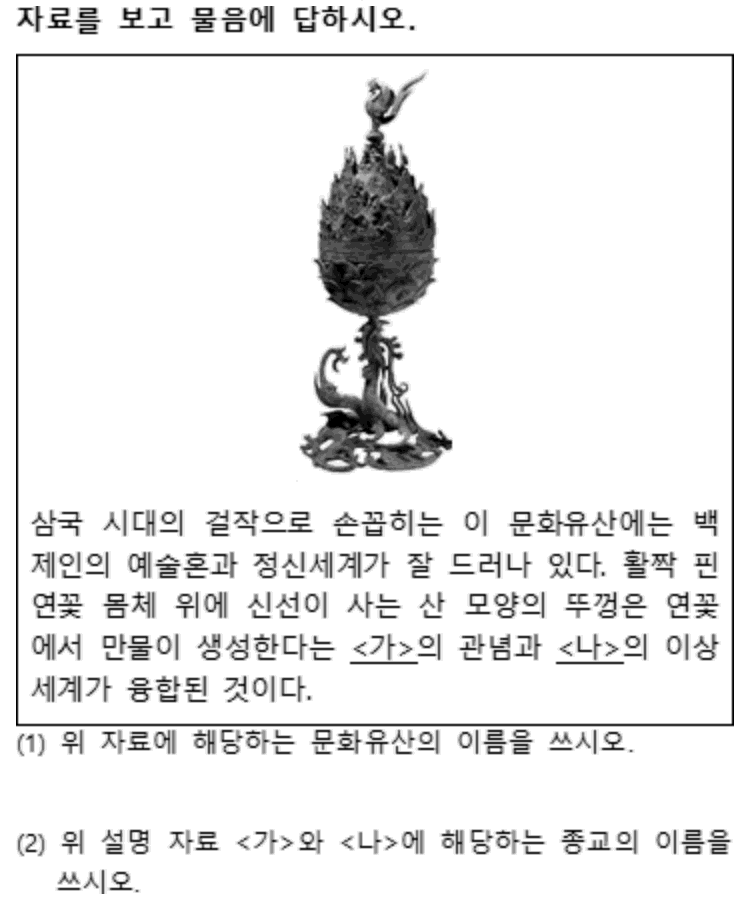 자료를 보고 물음에 답하시오.
삼국 시대의 걸작으로 손꼽히는 이 문화유산에는 백
제인의 예술혼과 정신세계가 잘 드러나 있다. 활짝 핀
연꽃 몸체 위에 신선이 사는 산 모양의 뚜껑은 연꽃
에서 만물이 생성한다는 <가>의 관념과 <나>의 이상
세계가 융합된 것이다.
(1) 위 자료에 해당하는 문화유산의 이름을 쓰시오.
(2) 위 설명 자료 <가>와 <나>에 해당하는 종교의 이름을
쓰시오.